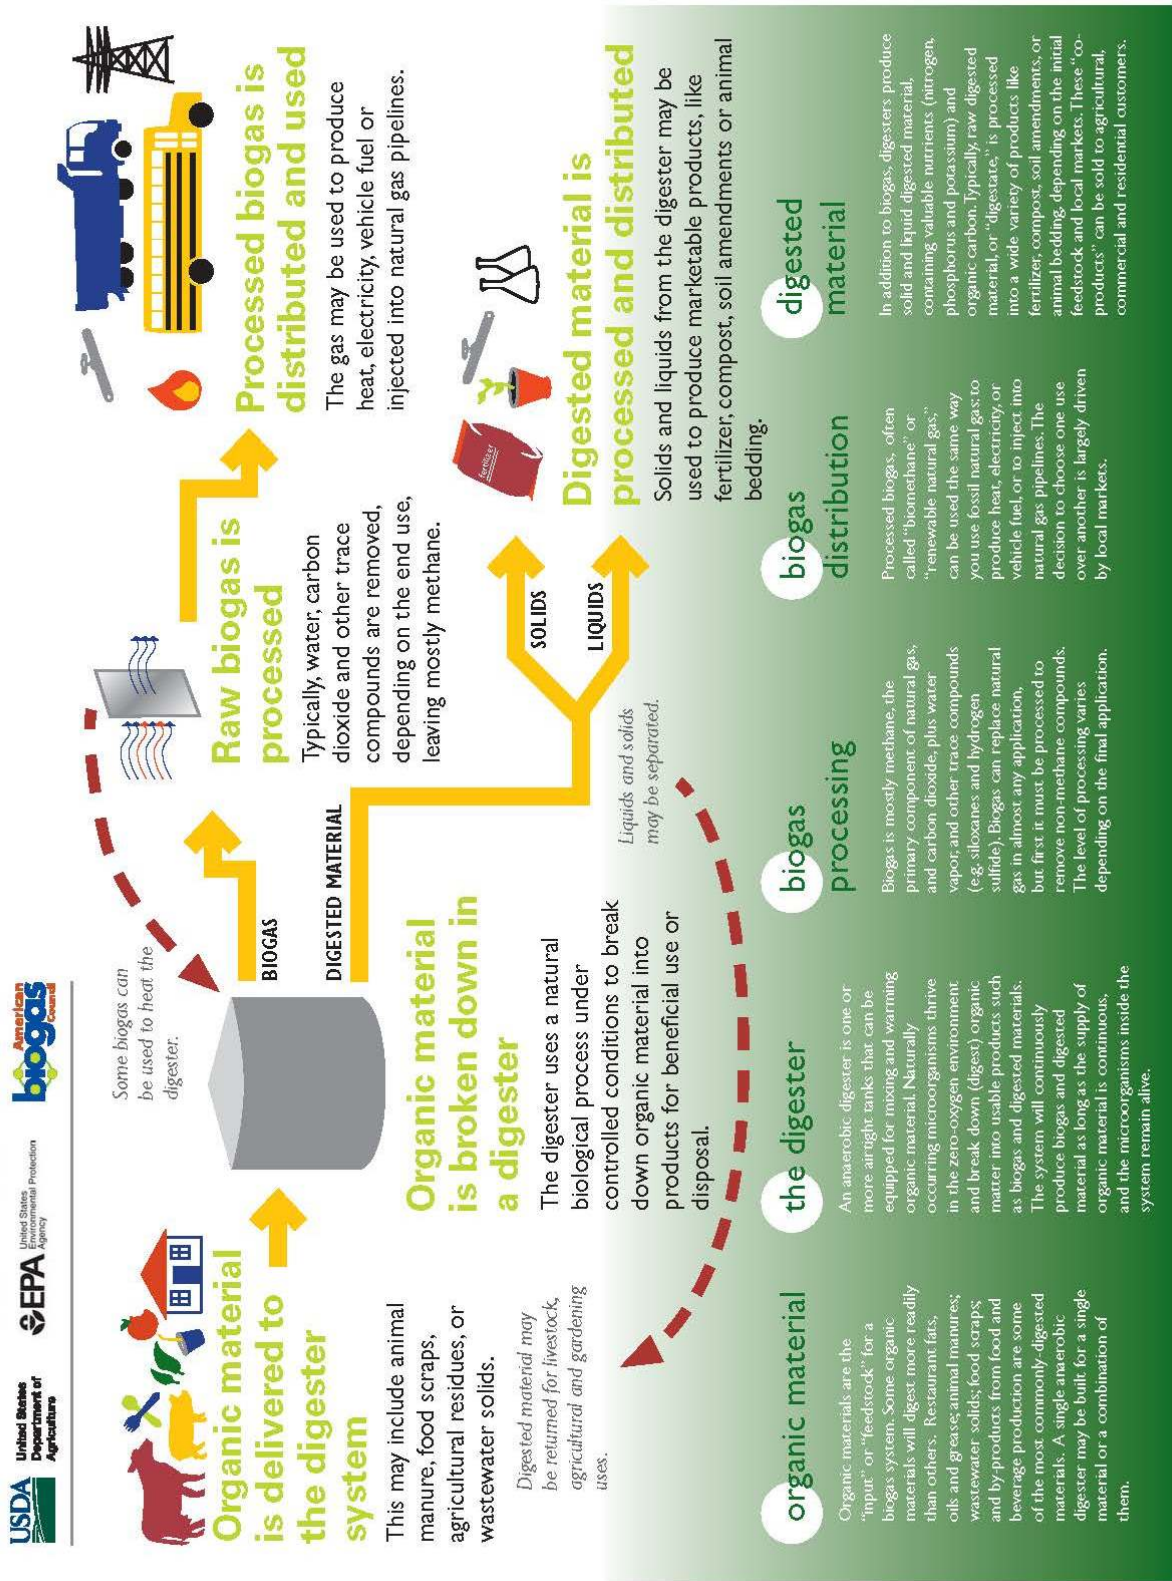 USDA
United States
Department of
Agriculture
EPA
United States
Environmental Protection
Agency
American
biogas
Council
Organic material
is delivered to
the digester
system
This may include animal
manure, food scraps,
agricultural residues, or
wastewater solids.
Digested material may
be returned for livestock,
agricultural and gardening
uses.
Some biogas can
be used to heat the
digester.
Organic material
is broken down in
a digester
The digester uses a natural
biological process under
controlled conditions to break
down organic material into
products for beneficial use or
disposal.
BIOGAS
DIGESTED MATERIAL
Raw biogas is
processed
Typically, water, carbon
dioxide and other trace
compounds are removed,
depending on the end use,
leaving mostly methane.
Liquids and solids
may be separated.
SOLIDS
LIQUIDS
Processed biogas is
distributed and used
The gas may be used to produce
heat, electricity, vehicle fuel or
injected into natural gas pipelines.
fertilizer
Digested material is
processed and distributed
Solids and liquids from the digester may be
used to produce marketable products, like
fertilizer, compost, soil amendments or animal
bedding.
organic material
Organic materials are the
"input" or "feedstock" for a
biogas system. Some organic
materials will digest more readily
than others. Restaurant fats,
oils and grease; animal manures;
wastewater solids; food scraps;
and by-products from food and
beverage production are some
of the most commonly-digested
materials. A single anaerobic
digester may be built for a single
material or a combination of
them.
the digester
An anaerobic digester is one or
more airtight tanks that can be
equipped for mixing and warming
organic material. Naturally
occurring microorganisms thrive
in the zero-oxygen environment
and break down (digest) organic
matter into usable products such
as biogas and digested materials.
The system will continuously
produce biogas and digested
material as long as the supply of
organic material is continuous,
and the microorganisms inside the
system remain alive.
biogas
processing
Biogas is mostly methane, the
primary component of natural gas,
and carbon dioxide, plus water
vapor, and other trace compounds
(e.g. siloxanes and hydrogen
sulfide). Biogas can replace natural
gas in almost any application,
but first it must be processed to
remove non-methane compounds.
The level of processing varies
depending on the final application.
biogas
distribution
Processed biogas, often
called "biomethane" or
"renewable natural gas,"
can be used the same way
you use fossil natural gas: to
produce heat, electricity, or
vehicle fuel, or to inject into
natural gas pipelines. The
decision to choose one use
over another is largely driven
by local markets.
digested
material
In addition to biogas, digesters produce
solid and liquid digested material,
containing valuable nutrients (nitrogen,
phosphorus and potassium) and
organic carbon. Typically, raw digested
material, or "digestate," is processed
into a wide variety of products like
fertilizer, compost, soil amendments, or
animal bedding, depending on the initial
feedstock and local markets. These "co-
products" can be sold to agricultural,
commercial and residential customers.